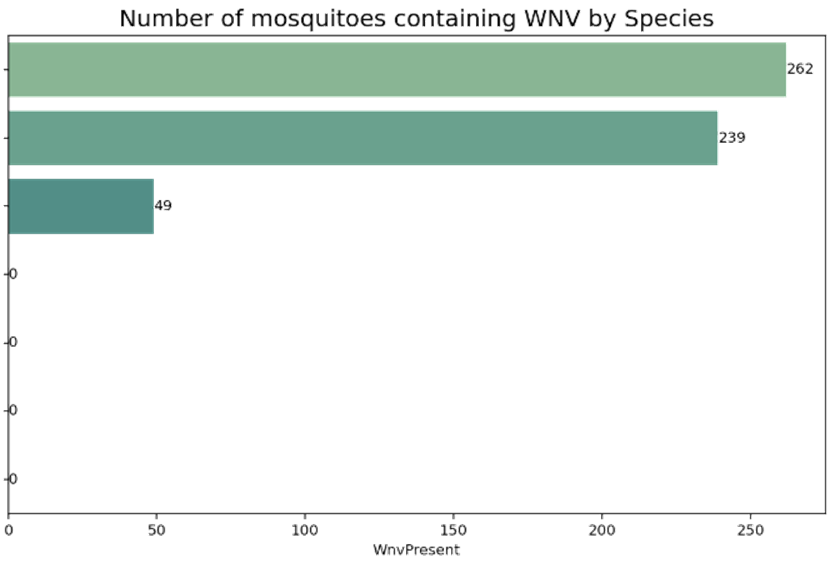 Number of mosquitoes containing WNV by Species
262
239
49
0
0
0
0
0 50 100 150 200 250
WnvPresent